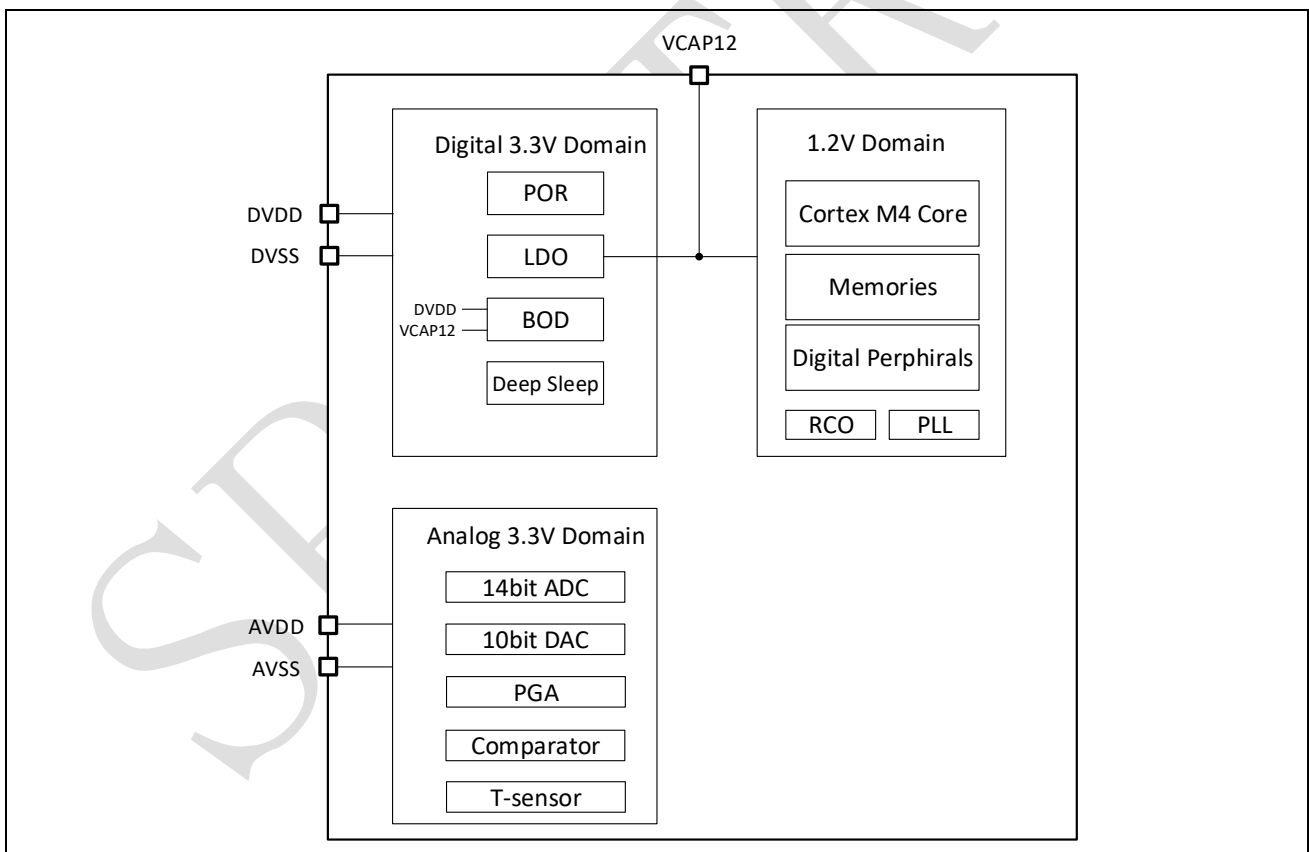 VCAP12
Digital 3.3V Domain
POR
LDO
BOD
Deep Sleep
DVDD
DVSS
DVDD
VCAP12
1.2V Domain
Cortex M4 Core
Memories
Digital Perphirals
RCO
PLL
Analog 3.3V Domain
14bit ADC
10bit DAC
PGA
Comparator
T-sensor
AVDD
AVSS